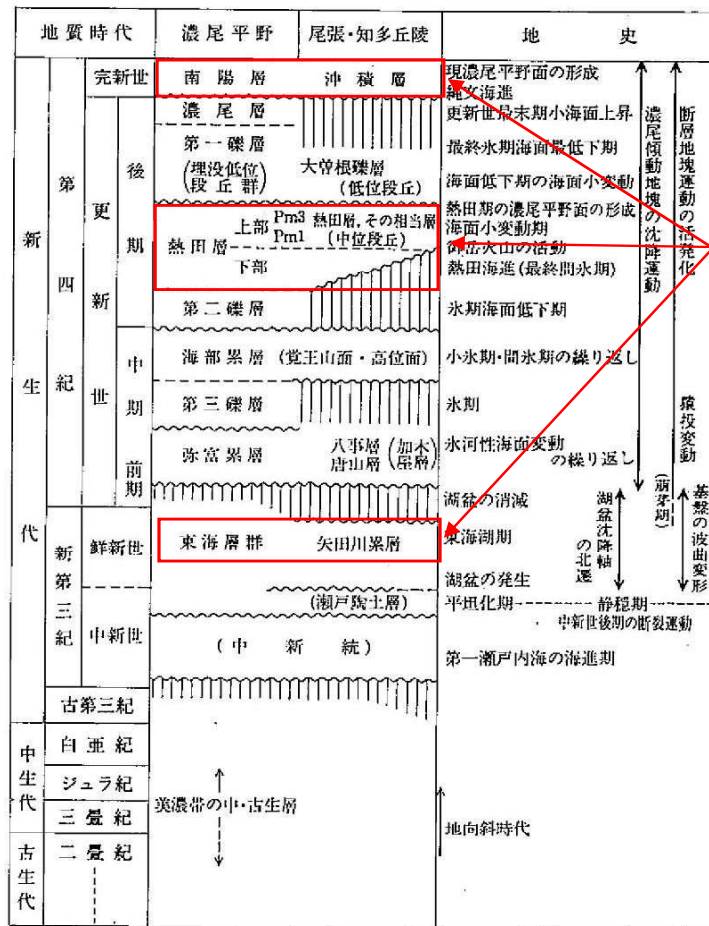 地質時代 濃尾平野 尾張・知多丘陵 地史
新生代
第四紀
更新世
完新世 南陽層 沖積層 現濃尾平野面の形成
縄文海進
後期
濃尾層 更新世最末期小海面上昇
第一礫層 最終氷期海面最低下期
(埋没低位段丘群) 大曽根礫層
(低位段丘) 海面低下期の海面小変動
熱田層 上部 Pm3 熱田層,その相当層 熱田期の濃尾平野面の形成
Pm1 (中位段丘) 海面小変動期
御岳火山の活動
下部 熱田海進(最終間氷期)
第二礫層 氷期海面低下期
中期
海部累層 (覚王山面・高位面) 小氷期・間氷期の繰り返し
第三礫層 氷期
前期
弥富累層 八事層 唐山層 (加木屋層) 氷河性海面変動の繰り返し
湖盆の消滅
新第三紀
鮮新世 東海層群 矢田川累層 東海湖期
湖盆の発生
(瀬戸陶土層) 平坦化期 静穏期
中新世 中新世後期の断裂運動
(中新統) 第一瀬戸内海の海進期
古第三紀
中生代
白亜紀
ジュラ紀
三畳紀
美濃帯の中・古生層
地向斜時代
古生代
二畳紀
濃尾傾動地塊の沈降運動
断層地塊運動の活発化
猿投変動
(萠芽期)
湖盆沈降軸の北遷
基盤の波曲変形